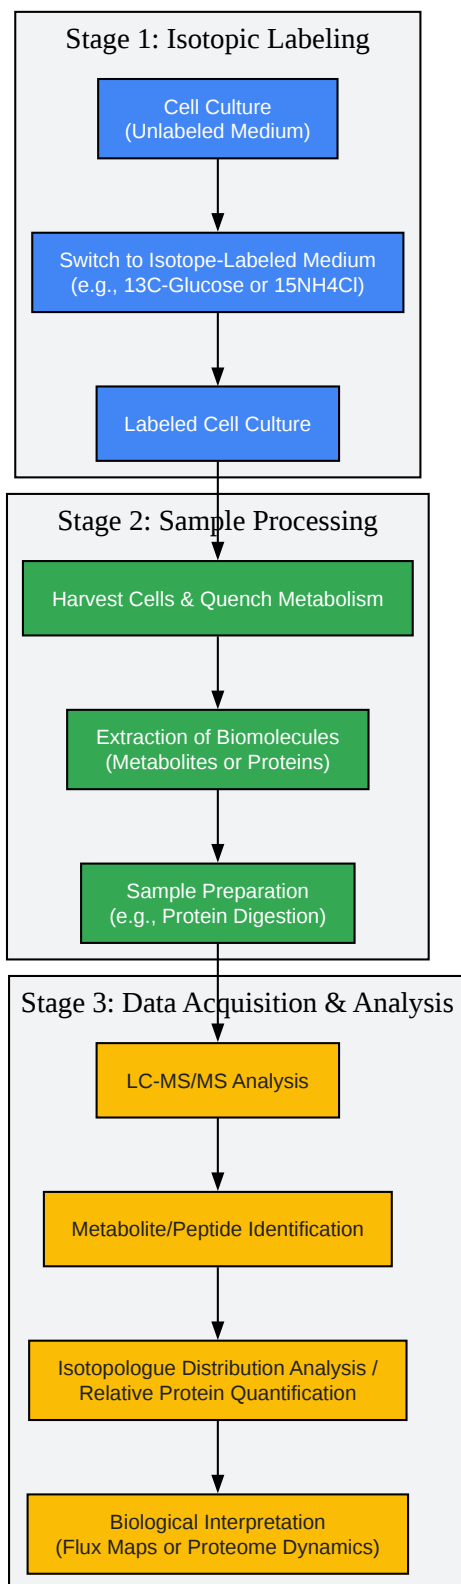 Stage 1: Isotopic Labeling
Cell Culture
(Unlabeled Medium)
Switch to Isotope-Labeled Medium
(e.g., 13C-Glucose or 15NH4Cl)
Labeled Cell Culture
Stage 2: Sample Processing
Harvest Cells & Quench Metabolism
Extraction of Biomolecules
(Metabolites or Proteins)
Sample Preparation
(e.g., Protein Digestion)
Stage 3: Data Acquisition & Analysis
LC-MS/MS Analysis
Metabolite/Peptide Identification
Isotopologue Distribution Analysis /
Relative Protein Quantification
Biological Interpretation
(Flux Maps or Proteome Dynamics)